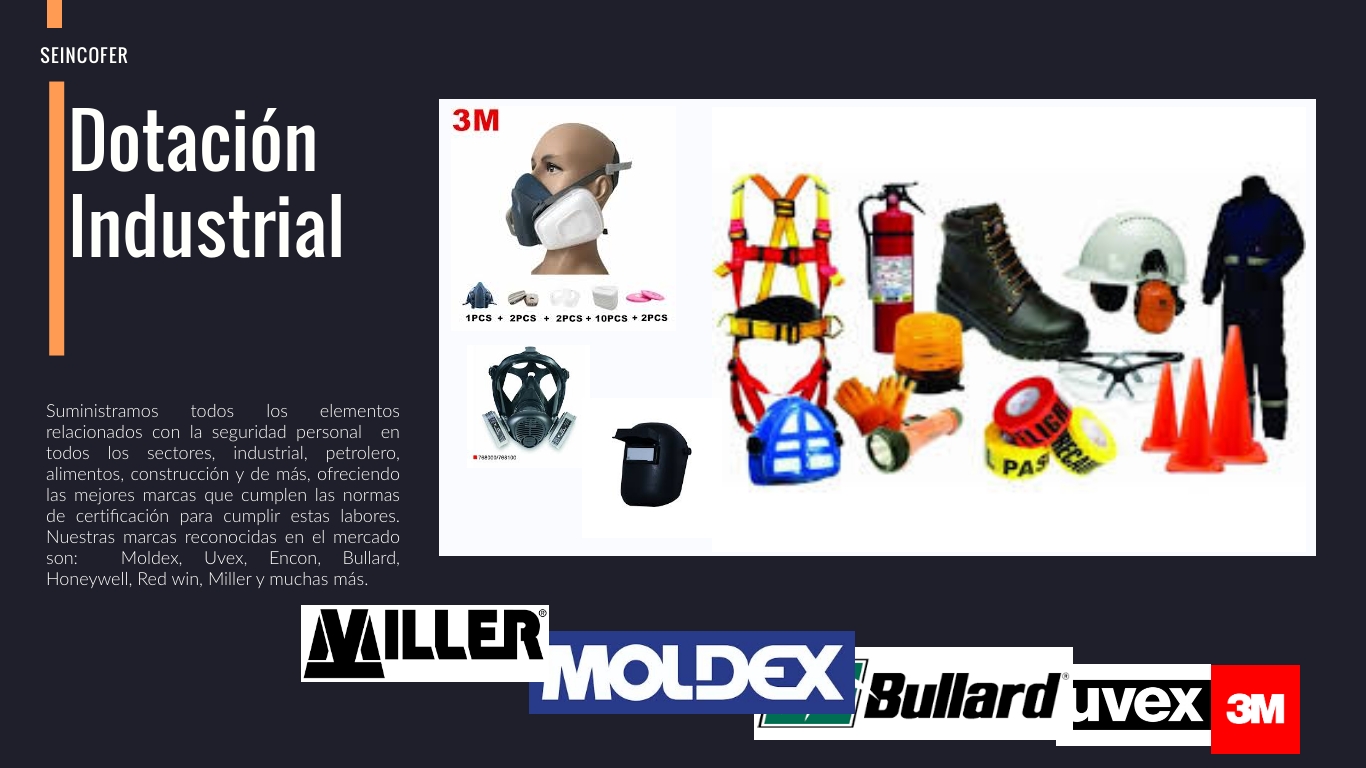 SEINCOFER
Dotación
Industrial
Suministramos todos los elementos
relacionados con la seguridad personal en
todos los sectores, industrial, petrolero,
alimentos, construcción y de más, ofreciendo
las mejores marcas que cumplen las normas
de certificación para cumplir estas labores.
Nuestras marcas reconocidas en el mercado
son: Moldex, Uvex, Encon, Bullard,
Honeywell, Red win, Miller y muchas más.
3M
1PCS + 2PCS + 2PCS + 10PCS + 2PCS
MILLER®
MOLDEX
Bullard®
uvex
3M